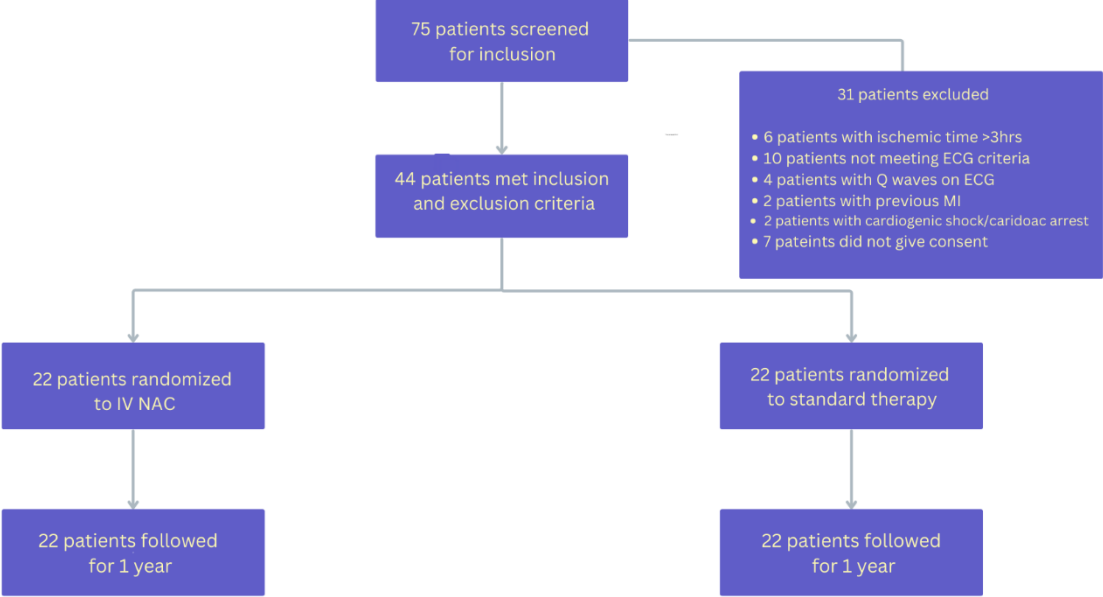 75 patients screened
for inclusion
31 patients excluded
• 6 patients with ischemic time >3hrs
• 10 patients not meeting ECG criteria
• 4 patients with Q waves on ECG
• 2 patients with previous MI
• 2 patients with cardiogenic shock/caridoac arrest
• 7 pateints did not give consent
44 patients met inclusion
and exclusion criteria
22 patients randomized
to IV NAC
22 patients randomized
to standard therapy
22 patients followed
for 1 year
22 patients followed
for 1 year